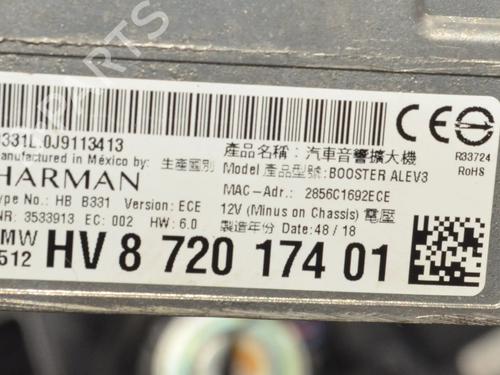 331L.0J9113413
anufactured in México by:
生產國別
HARMAN
ype No.: HB B331 Version: ECE
NR: 3533913 EC: 002 HW: 6.0
MW
512
HV 8 720 174 01
產品名稱: 汽車音響擴大機
Model 產品型號: BOOSTER ALEV3
MAC-Adr.: 2856C1692ECE
12V (Minus on Chassis) 電壓
製造年份 Date: 48 / 18
R33724
RoHS
PARTS